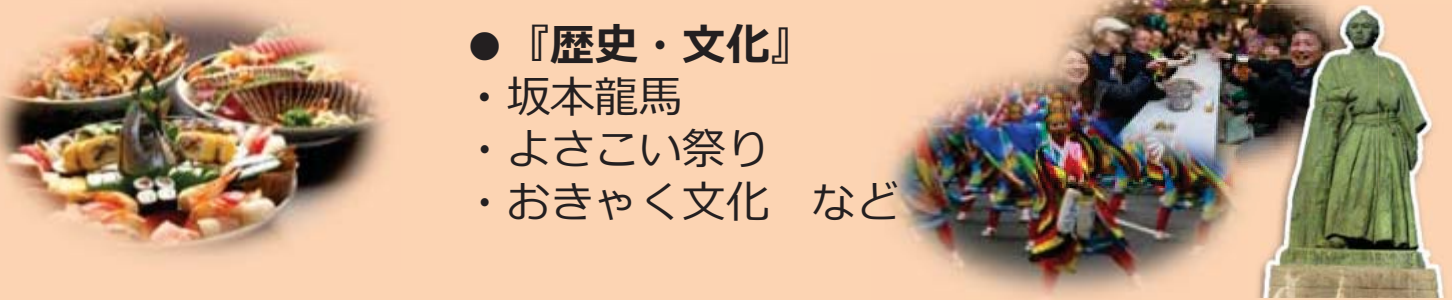 ● 『歴史・文化』
・坂本龍馬
・よさこい祭り
・おきゃく文化　など